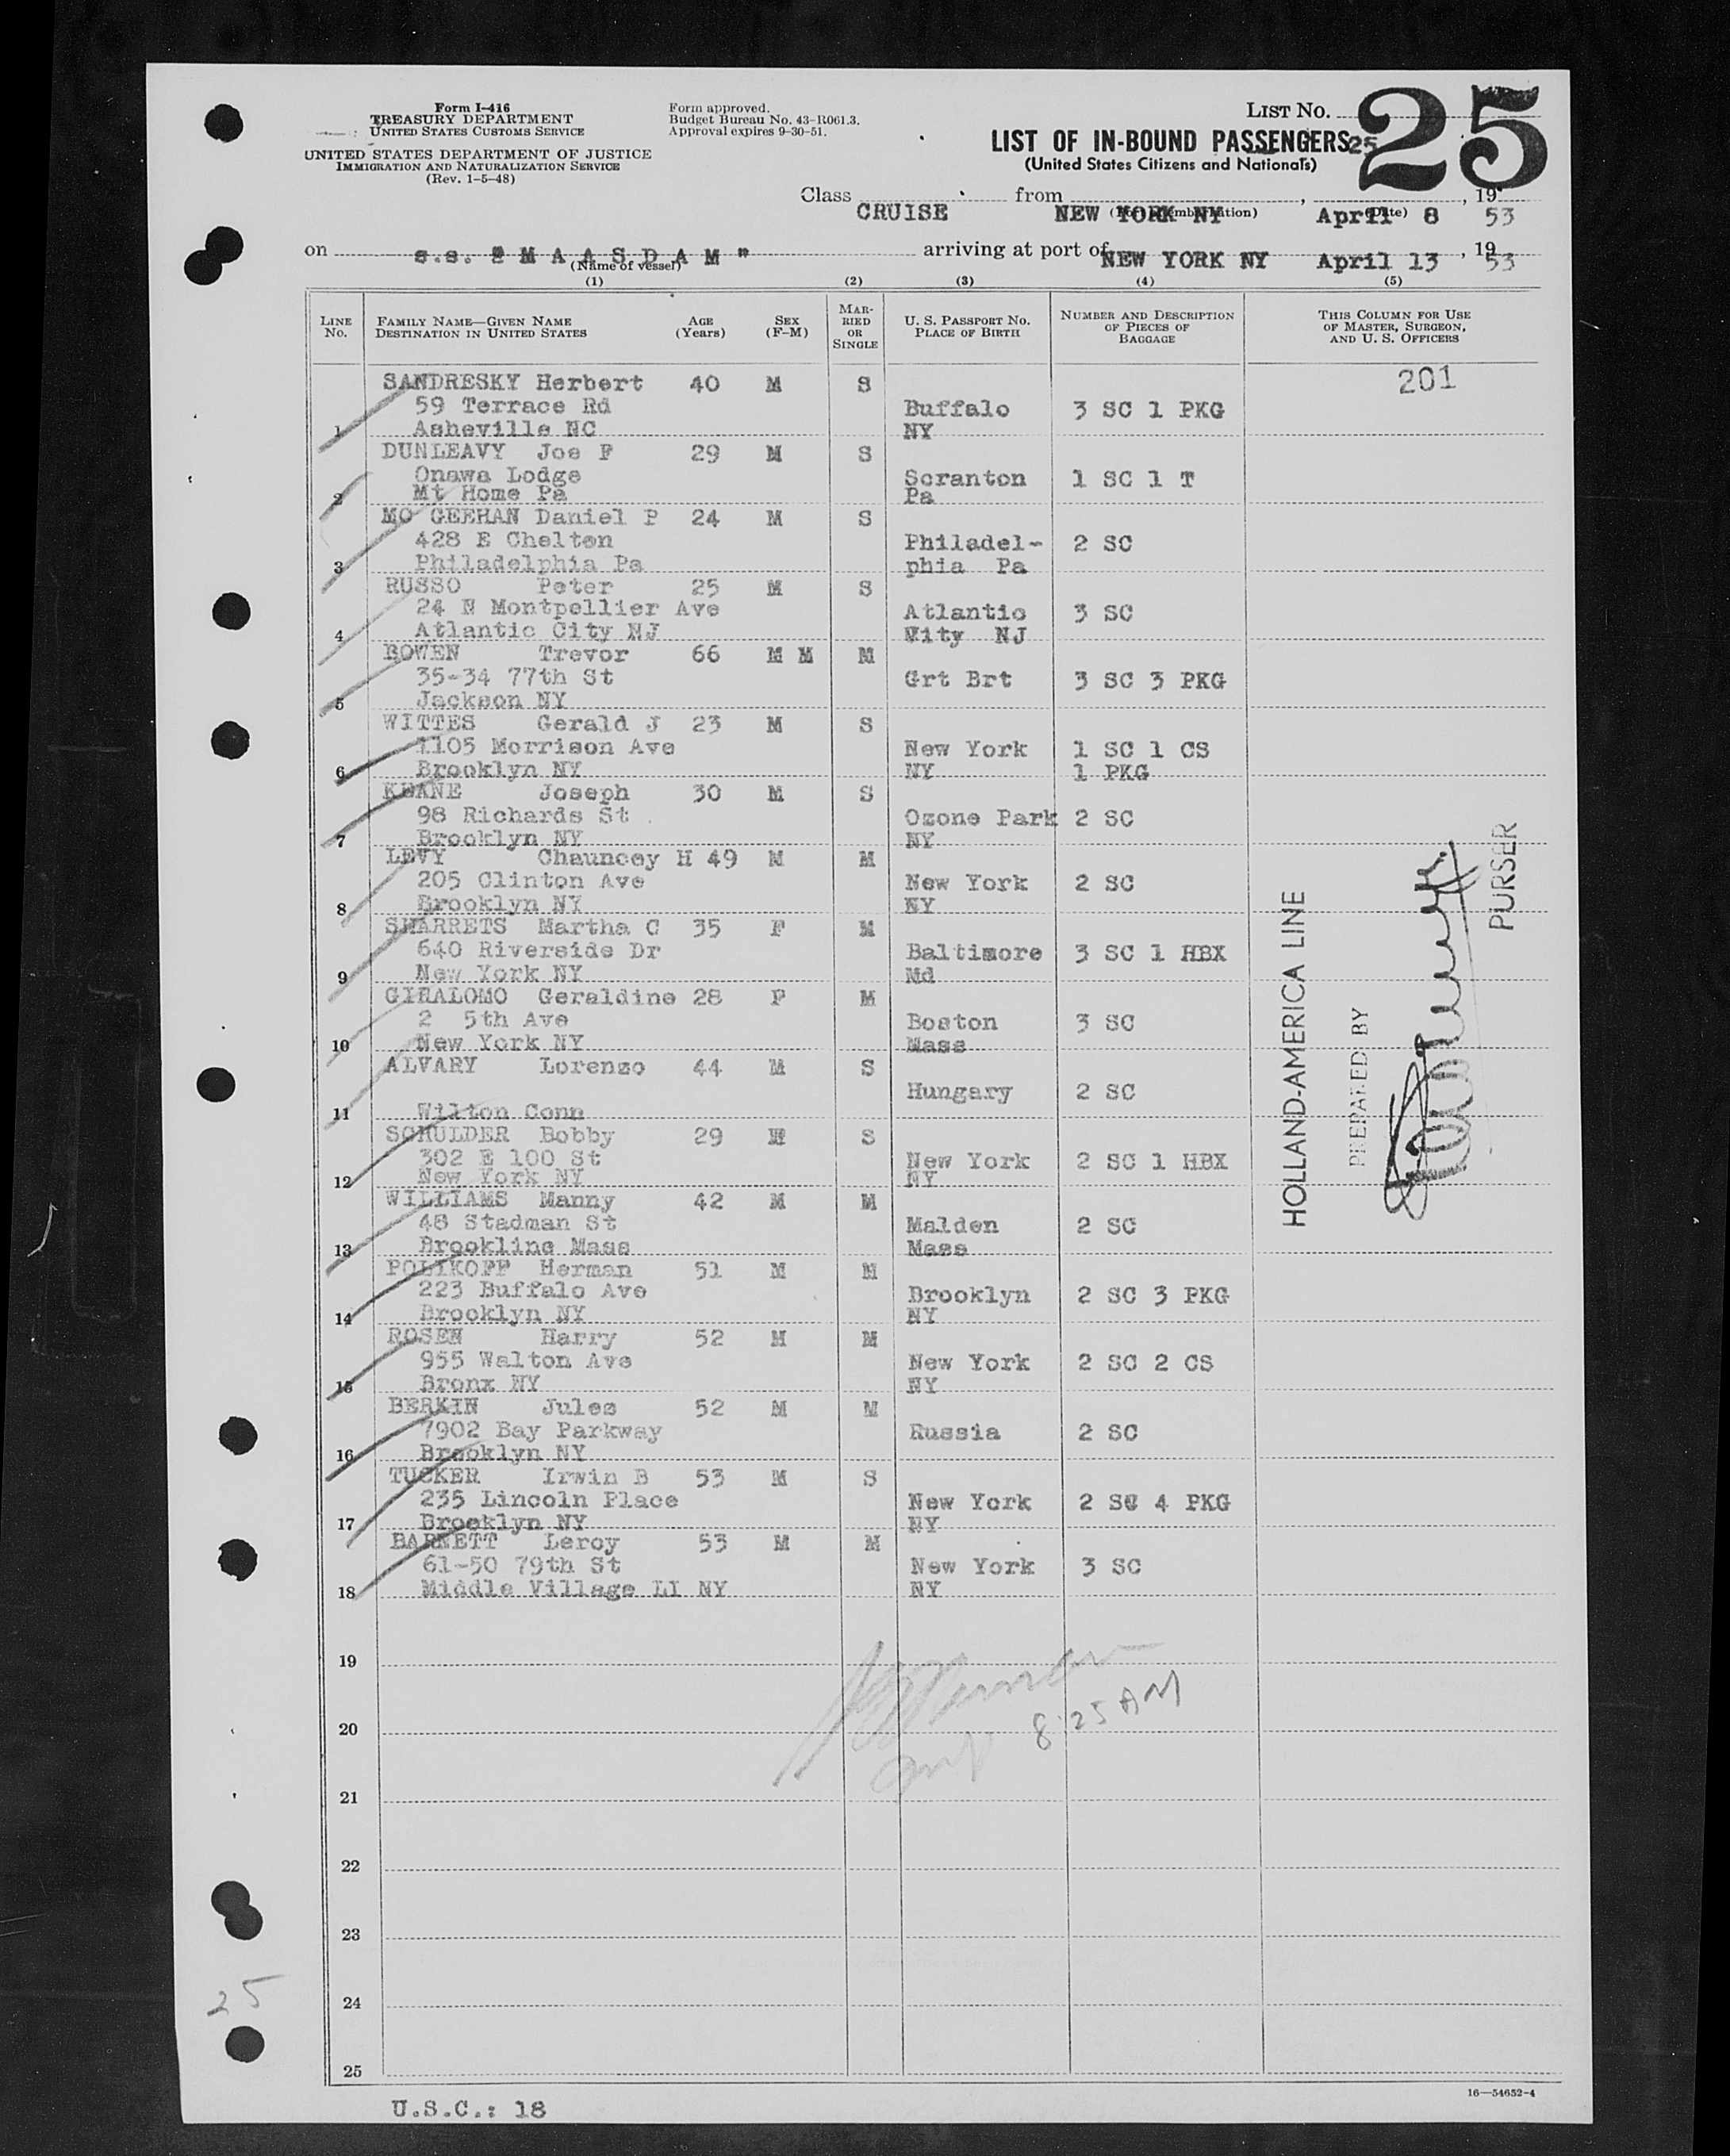 Form I-416
TREASURY DEPARTMENT
UNITED STATES CUSTOMS SERVICE
UNITED STATES DEPARTMENT OF JUSTICE
IMMIGRATION AND NATURALIZATION SERVICE
(Rev. 1-5-48)
Form approved.
Budget Bureau No. 43-R061.3.
Approval expires 9-30-51.
LIST No. 25
25
LIST OF IN-BOUND PASSENGERS
(United States Citizens and Nationals)
Class CRUISE from NEW YORK NY, April 8, 19 53
(Port of embarkation) (Date)
on s.s. "M A A S D A M" arriving at port of NEW YORK NY April 13, 19 53
(Name of vessel)
(1) (2) (3) (4) (5)
LINE No. FAMILY NAME—GIVEN NAME DESTINATION IN UNITED STATES AGE (Years) SEX (F-M) MARRIED OR SINGLE U. S. PASSPORT NO. PLACE OF BIRTH NUMBER AND DESCRIPTION OF PIECES OF BAGGAGE THIS COLUMN FOR USE OF MASTER, SURGEON, AND U. S. OFFICERS
SANDRESKY Herbert 40 M S 201
59 Terrace Rd Buffalo 3 SC 1 PKG
1 Asheville NC NY
DUNLEAVY Joe F 29 M S
Onawa Lodge Scranton 1 SC 1 T
2 Mt Home Pa Pa
MC GEEHAN Daniel P 24 M S
428 E Chelten Philadel- 2 SC
3 Philadelphia Pa phia Pa
RUSSO Peter 25 M S
24 N Montpellier Ave Atlantic 3 SC
4 Atlantic City NJ City NJ
BOWEN Trevor 66 M M M
35-34 77th St Grt Brt 3 SC 3 PKG
5 Jackson NY
WITTES Gerald J 23 M S
1105 Morrison Ave New York 1 SC 1 CS
6 Brooklyn NY NY 1 PKG
KEANE Joseph 30 M S
98 Richards St Ozone Park 2 SC
7 Brooklyn NY NY
LEVY Chauncey H 49 M M
205 Clinton Ave New York 2 SC
8 Brooklyn NY NY
SHARRETS Martha C 35 F M
640 Riverside Dr Baltimore 3 SC 1 HBX
9 New York NY Md
GIRALOMO Geraldine 28 F M
2 5th Ave Boston 3 SC
10 New York NY Mass
ALVARY Lorenzo 44 M S
Hungary 2 SC
11 Wilton Conn
SCHULDER Bobby 29 S
302 E 100 St New York 2 SC 1 HBX
12 New York NY NY
WILLIAMS Manny 42 M M
48 Stadman St Malden 2 SC
13 Brookline Mass Mass
POLIKOFF Herman 51 M M
223 Buffalo Ave Brooklyn 2 SC 3 PKG
14 Brooklyn NY NY
ROSEN Harry 52 M M
955 Walton Ave New York 2 SC 2 CS
15 Bronx NY NY
BERKIN Jules 52 M M
7902 Bay Parkway Russia 2 SC
16 Brooklyn NY
TUCKER Irwin B 53 M S
235 Lincoln Place New York 2 SC 4 PKG
17 Brooklyn NY NY
BARNETT Leroy 53 M M
61-50 79th St New York 3 SC
18 Middle Village LI NY NY
HOLLAND-AMERICA LINE
PREPARED BY
PURSER
19
20
8:25 AM
21
22
23
24
25
25
16—54652-4
U.S.C.: 18